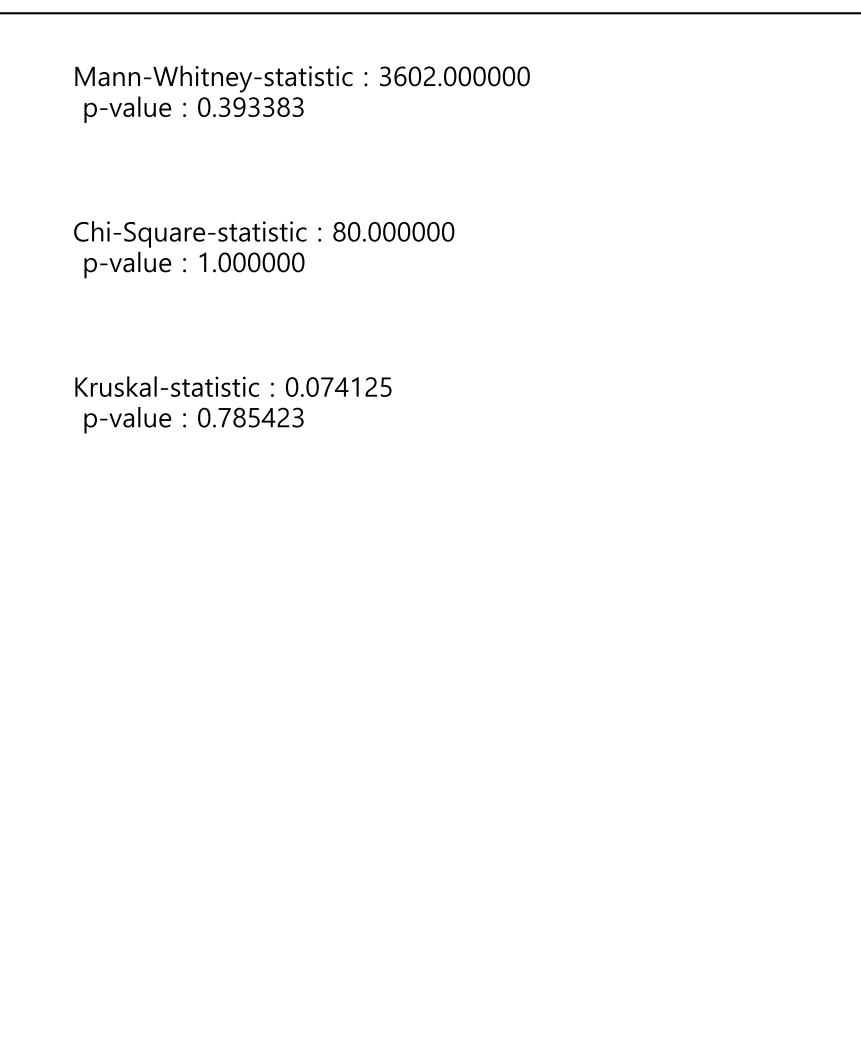 Mann-Whitney-statistic : 3602.000000
p-value : 0.393383
Chi-Square-statistic : 80.000000
p-value : 1.000000
Kruskal-statistic : 0.074125
p-value : 0.785423